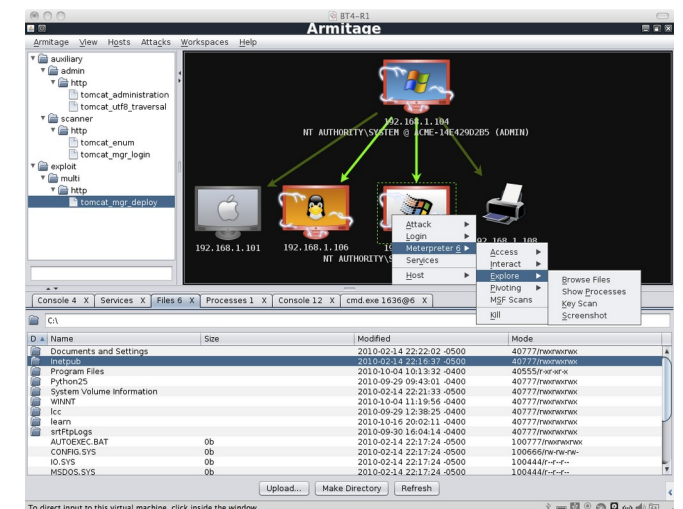 BT4-R1
Armitage
Armitage View Hosts Attacks Workspaces Help
auxiliary
admin
http
tomcat_administration
tomcat_utf8_traversal
scanner
http
tomcat_enum
tomcat_mgr_login
exploit
multi
http
tomcat_mgr_deploy
192.168.1.104
NT AUTHORITY\SYSTEM @ ACME-14E429D2B5 (ADMIN)
192.168.1.101
192.168.1.106
192.168.1.108
NT AUTHORITY\S
Attack
Login
Meterpreter 6
Services
Host
Access
Interact
Explore
Pivoting
MSF Scans
Kill
Browse Files
Show Processes
Key Scan
Screenshot
Console 4 X Services X Files 6 X Processes 1 X Console 12 X cmd.exe 1636@6 X
C:\
D Name Size Modified Mode
Documents and Settings 2010-02-14 22:22:02 -0500 40777/rwxrwxrwx
Inetpub 2010-02-14 22:16:37 -0500 40777/rwxrwxrwx
Program Files 2010-10-04 10:13:32 -0400 40555/r-xr-xr-x
Python25 2010-09-29 09:43:01 -0400 40777/rwxrwxrwx
System Volume Information 2010-02-14 22:21:33 -0500 40777/rwxrwxrwx
WINNT 2010-10-04 11:19:56 -0400 40777/rwxrwxrwx
lcc 2010-09-29 12:38:25 -0400 40777/rwxrwxrwx
learn 2010-10-16 20:02:11 -0400 40777/rwxrwxrwx
srtFtpLogs 2010-09-30 16:04:14 -0400 40777/rwxrwxrwx
AUTOEXEC.BAT 0b 2010-02-14 22:17:24 -0500 100777/rwxrwxrwx
CONFIG.SYS 0b 2010-02-14 22:17:24 -0500 100666/rw-rw-rw-
IO.SYS 0b 2010-02-14 22:17:24 -0500 100444/r--r--r--
MSDOS.SYS 0b 2010-02-14 22:17:24 -0500 100444/r--r--r--
Upload... Make Directory Refresh
To direct input to this virtual machine, click inside the window.